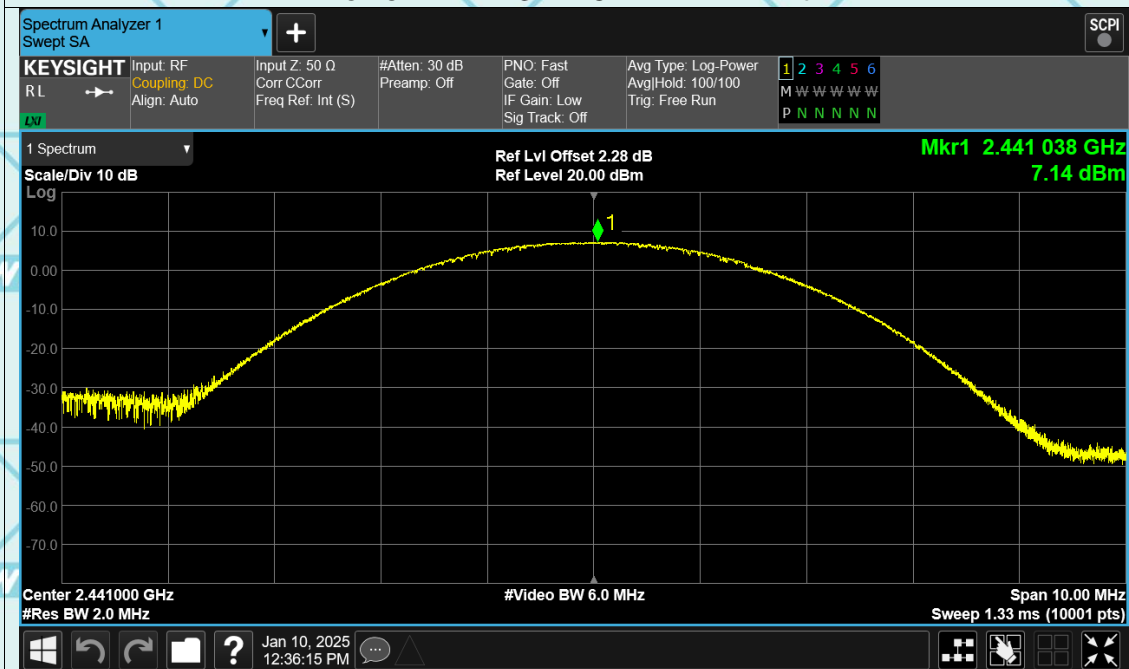 Spectrum Analyzer 1
Swept SA
+
SCPI
KEYSIGHT
RL
LXI
Input: RF
Coupling: DC
Align: Auto
Input Z: 50 Ω
Corr CCorr
Freq Ref: Int (S)
#Atten: 30 dB
Preamp: Off
PNO: Fast
Gate: Off
IF Gain: Low
Sig Track: Off
Avg Type: Log-Power
Avg|Hold: 100/100
Trig: Free Run
1 2 3 4 5 6
M W W W W W
P N N N N N
1 Spectrum
Scale/Div 10 dB
Log
Ref Lvl Offset 2.28 dB
Ref Level 20.00 dBm
Mkr1 2.441 038 GHz
7.14 dBm
1
10.0
0.00
-10.0
-20.0
-30.0
-40.0
-50.0
-60.0
-70.0
Center 2.441000 GHz
#Res BW 2.0 MHz
#Video BW 6.0 MHz
Span 10.00 MHz
Sweep 1.33 ms (10001 pts)
?
Jan 10, 2025
12:36:15 PM